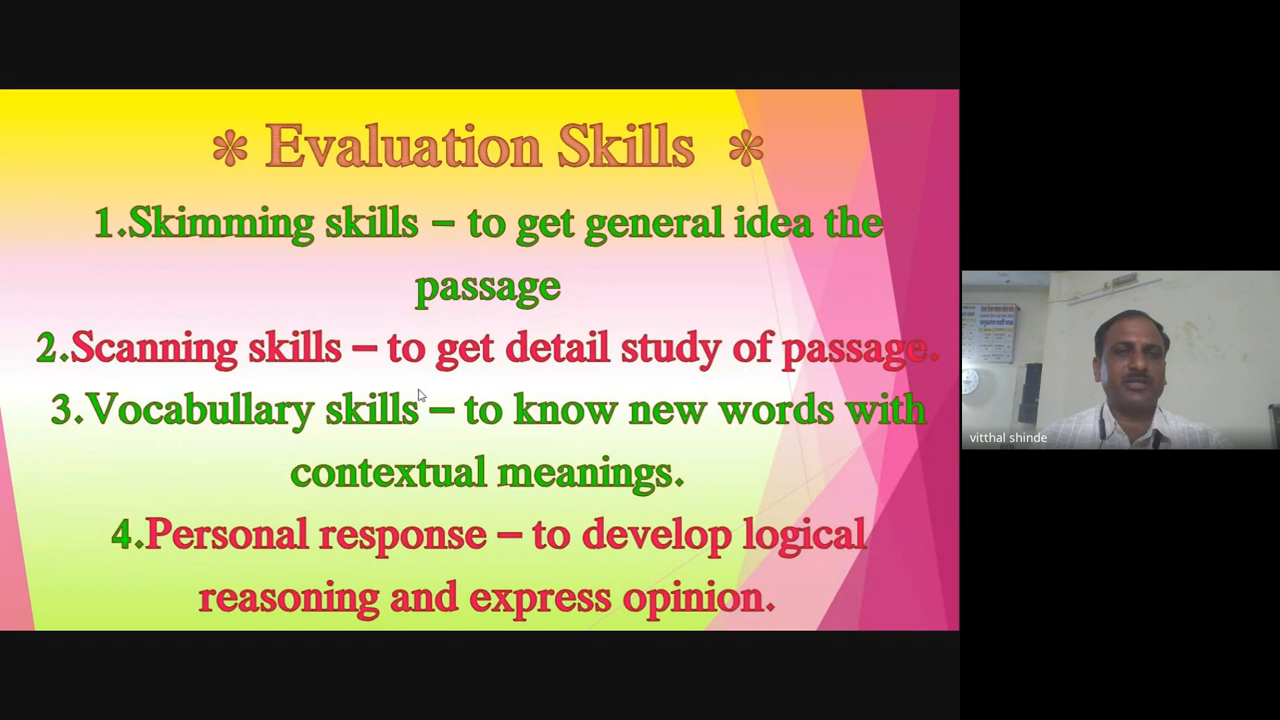 * Evaluation Skills *
1.Skimming skills – to get general idea the
passage
2.Scanning skills – to get detail study of passage.
3.Vocabullary skills – to know new words with
contextual meanings.
4.Personal response – to develop logical
reasoning and express opinion.
vitthal shinde